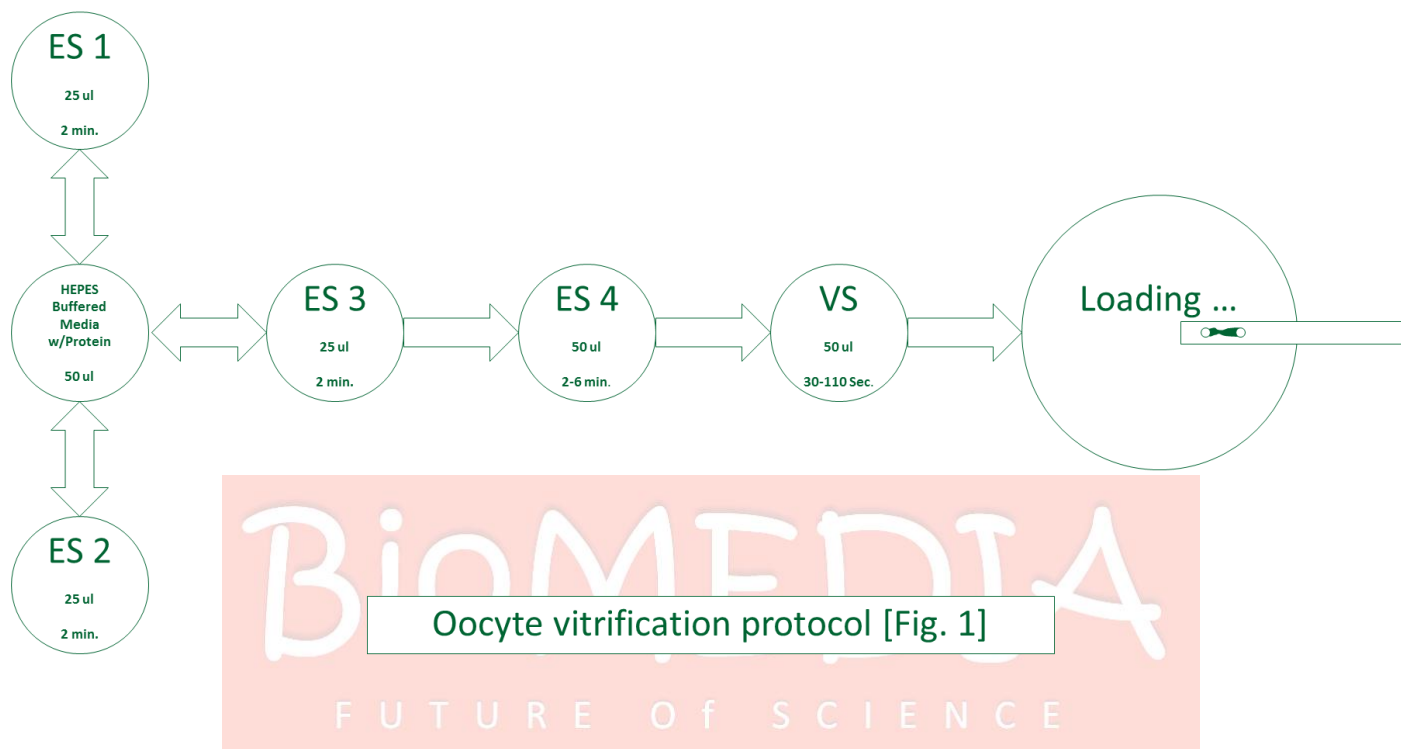 ES 1
25 ul
2 min.
HEPES
Buffered
Media
w/Protein
50 ul
ES 3
25 ul
2 min.
ES 4
50 ul
2-6 min.
VS
50 ul
30-110 Sec.
Loading ...
ES 2
25 ul
2 min.
BioMEDIA
Oocyte vitrification protocol [Fig. 1]
FUTURE Of SCIENCE